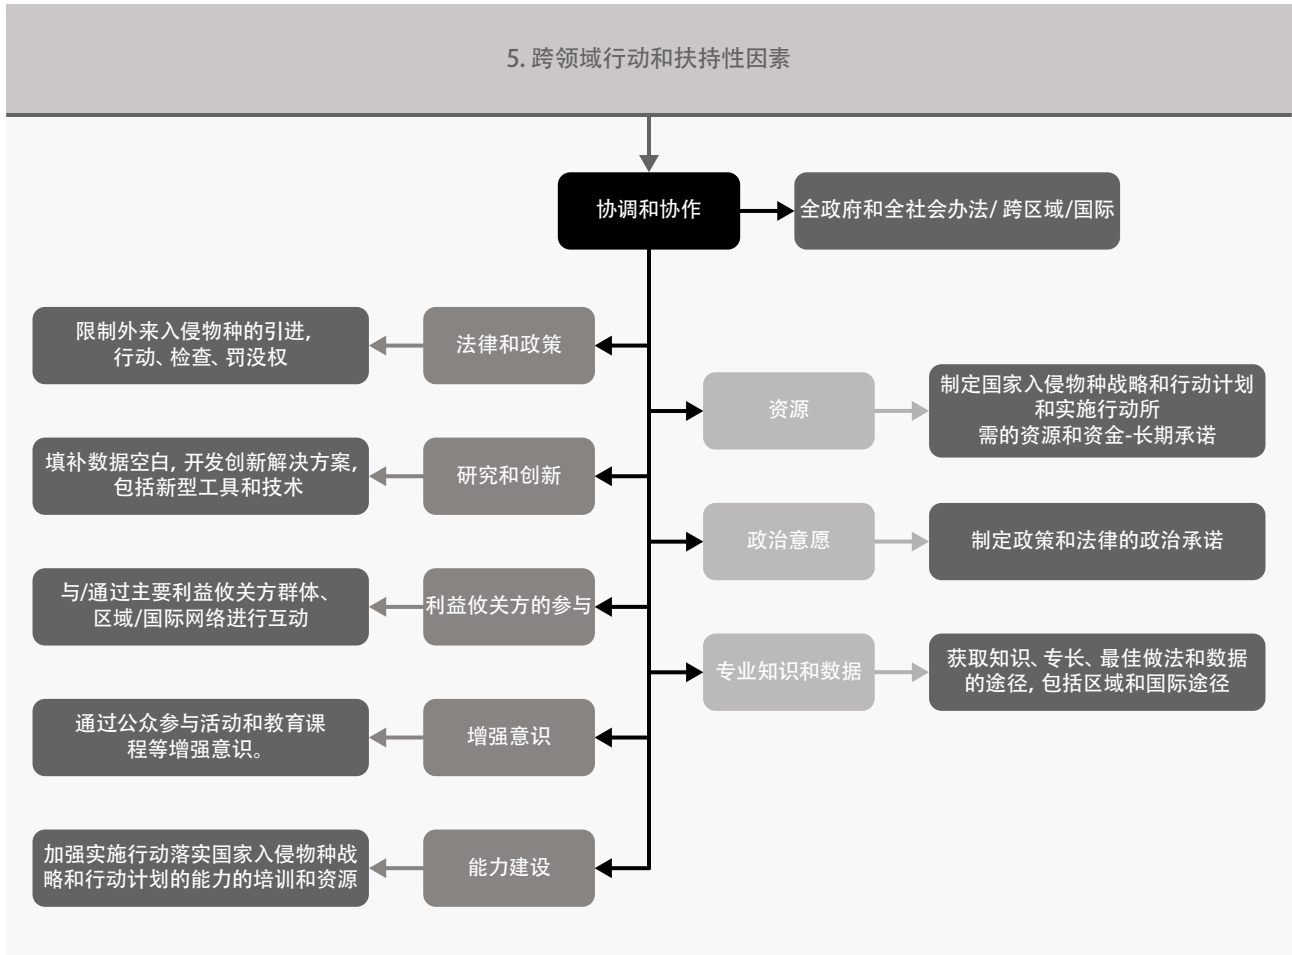 5. 跨领域行动和扶持性因素
协调和协作
全政府和全社会办法/ 跨区域/国际
限制外来入侵物种的引进,
行动、检查、罚没权
法律和政策
资源
制定国家入侵物种战略和行动计划
和实施行动所
需的资源和资金-长期承诺
填补数据空白, 开发创新解决方案,
包括新型工具和技术
研究和创新
政治意愿
制定政策和法律的政治承诺
与/通过主要利益攸关方群体、
区域/国际网络进行互动
利益攸关方的参与
专业知识和数据
获取知识、专长、最佳做法和数据
的途径, 包括区域和国际途径
通过公众参与活动和教育课
程等增强意识。
增强意识
加强实施行动落实国家入侵物种战
略和行动计划的能力的培训和资源
能力建设